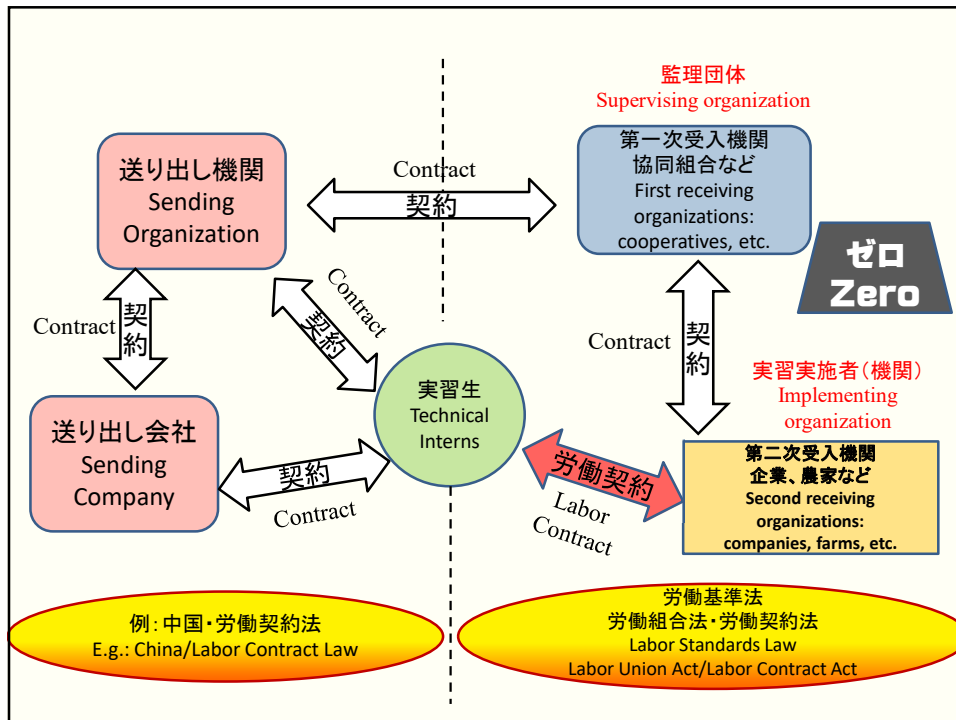 監理団体
Supervising organization
送り出し機関
Sending
Organization
Contract
契約
第一次受入機関
協同組合など
First receiving
organizations:
cooperatives, etc.
ゼロ
Zero
Contract
契約
Contract
契約
Contract
契約
実習生
Technical
Interns
実習実施者(機関)
Implementing
organization
送り出し会社
Sending
Company
契約
Contract
労働契約
Labor
Contract
第二次受入機関
企業、農家など
Second receiving
organizations:
companies, farms, etc.
例:中国・労働契約法
E.g.: China/Labor Contract Law
労働基準法
労働組合法・労働契約法
Labor Standards Law
Labor Union Act/Labor Contract Act